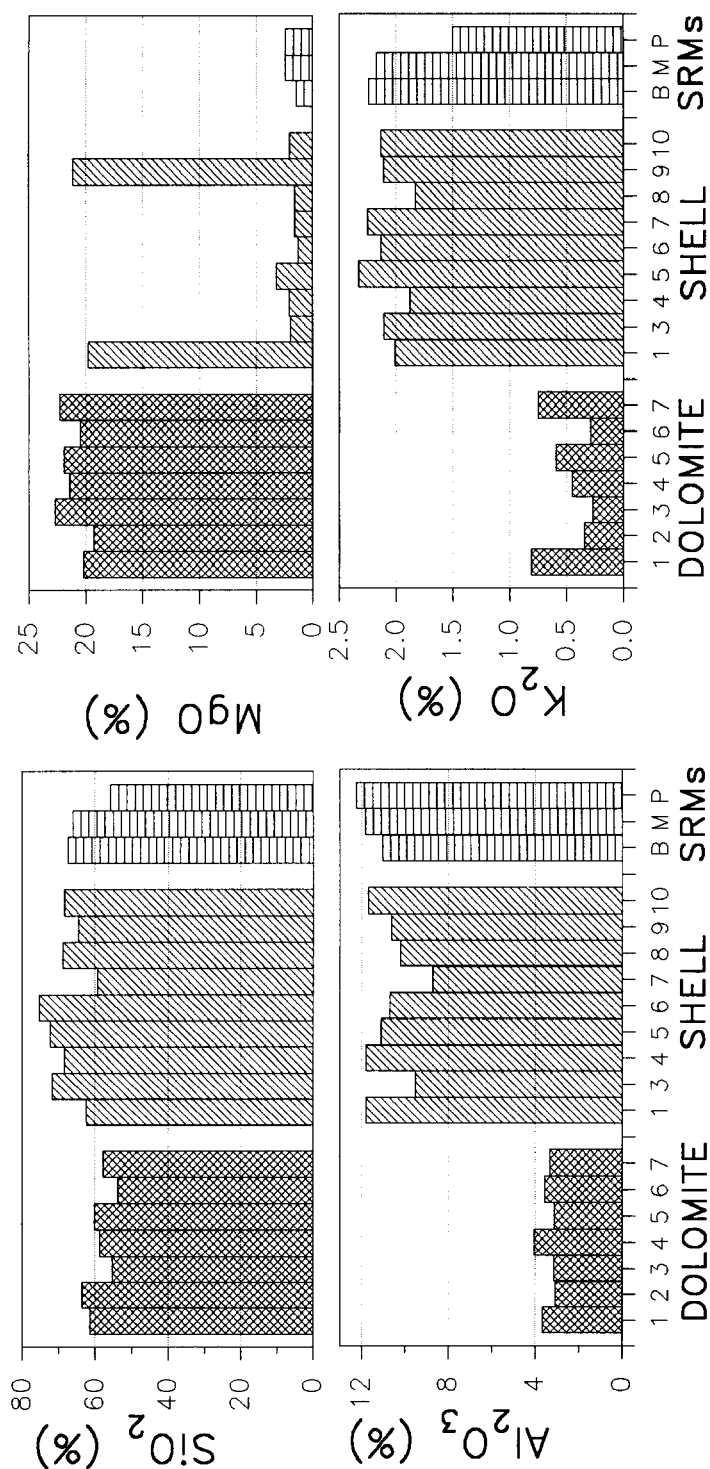 SiO2 (%)
80
60
40
20
0
MgO (%)
25
20
15
10
5
0
Al2O3 (%)
12
8
4
0
1 2 3 4 5 6 7 1 3 4 5 6 7 8 9 10 B M P
DOLOMITE SHELL SRMs
K2O (%)
2.5
2.0
1.5
1.0
0.5
0.0
1 2 3 4 5 6 7 1 3 4 5 6 7 8 9 10 B M P
DOLOMITE SHELL SRMs